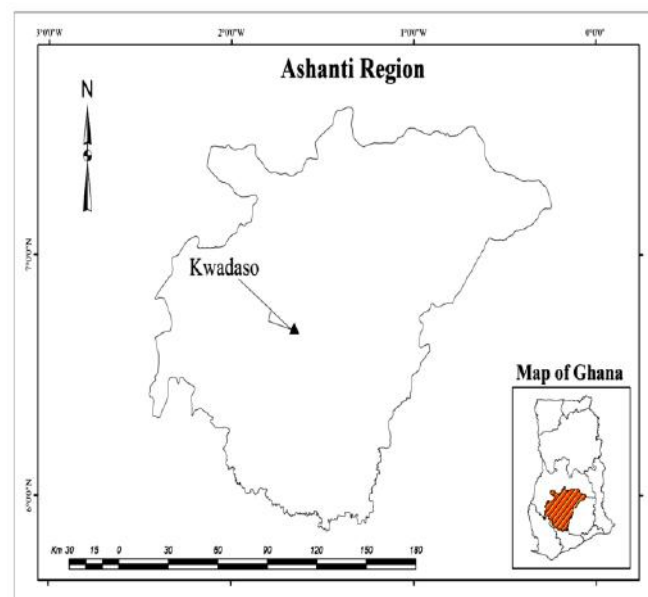 3°0'0"W 2°0'0"W 1°0'0"W 0°0'0"
Ashanti Region
N
7°0'0"N
Kwadaso
Map of Ghana
6°0'0"N
Km 30 15 0 30 60 90 120 150 180